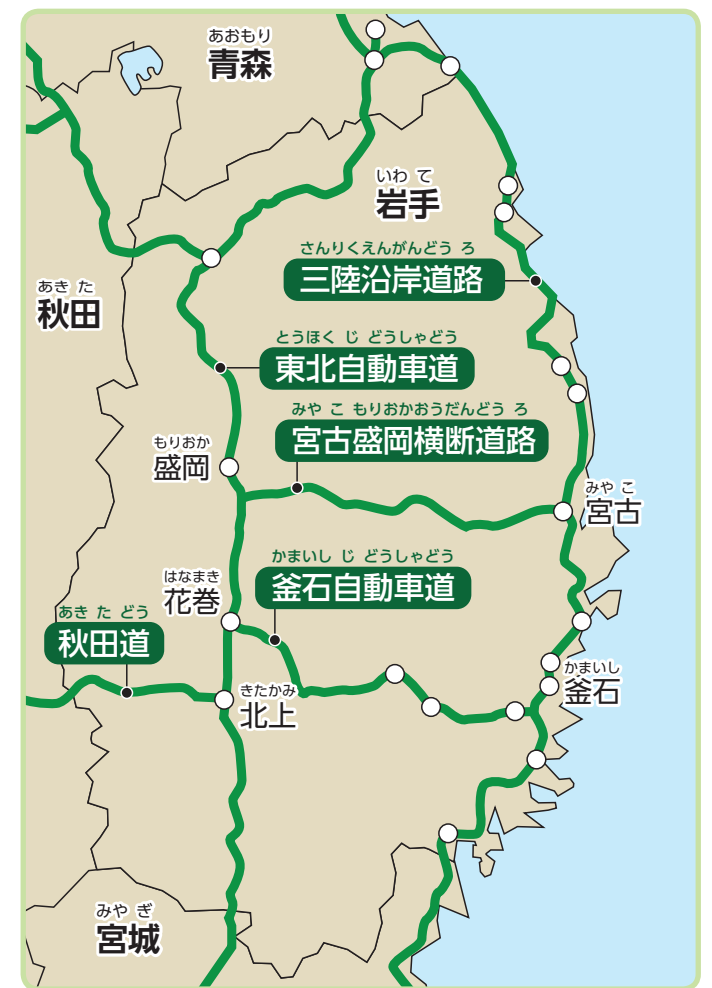 あおもり
青森
いわ て
岩手
さんりくえんがんどう ろ
三陸沿岸道路
あき た
秋田
とうほく じ どうしゃどう
東北自動車道
みや こ もりおかおうだんどう ろ
宮古盛岡横断道路
もりおか
盛岡
みや こ
宮古
かまいし じ どうしゃどう
釜石自動車道
はなまき
花巻
あき た どう
秋田道
かまいし
釜石
きたかみ
北上
みや ぎ
宮城